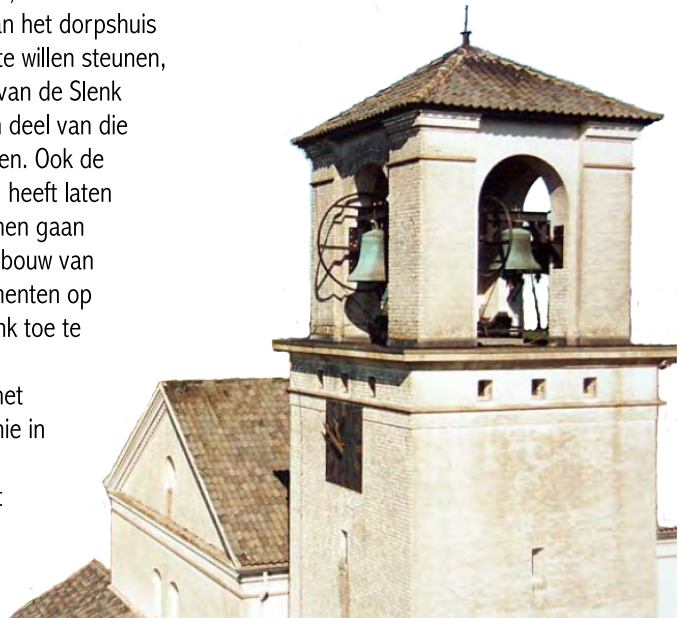 an het dorpshuis
te willen steunen,
van de Slenk
deel van die
en. Ook de
heeft laten
nen gaan
bouw van
menten op
nk toe te
net
nie in
t